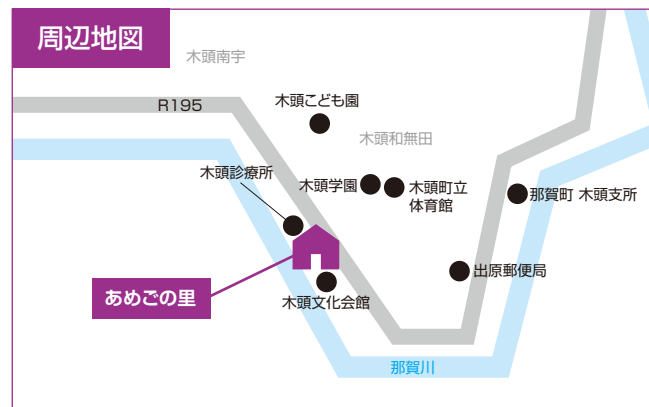 周辺地図
木頭南宇
R195
木頭こども園
木頭和無田
木頭診療所
木頭学園
木頭町立
体育館
那賀町 木頭支所
あめごの里
木頭文化会館
出原郵便局
那賀川